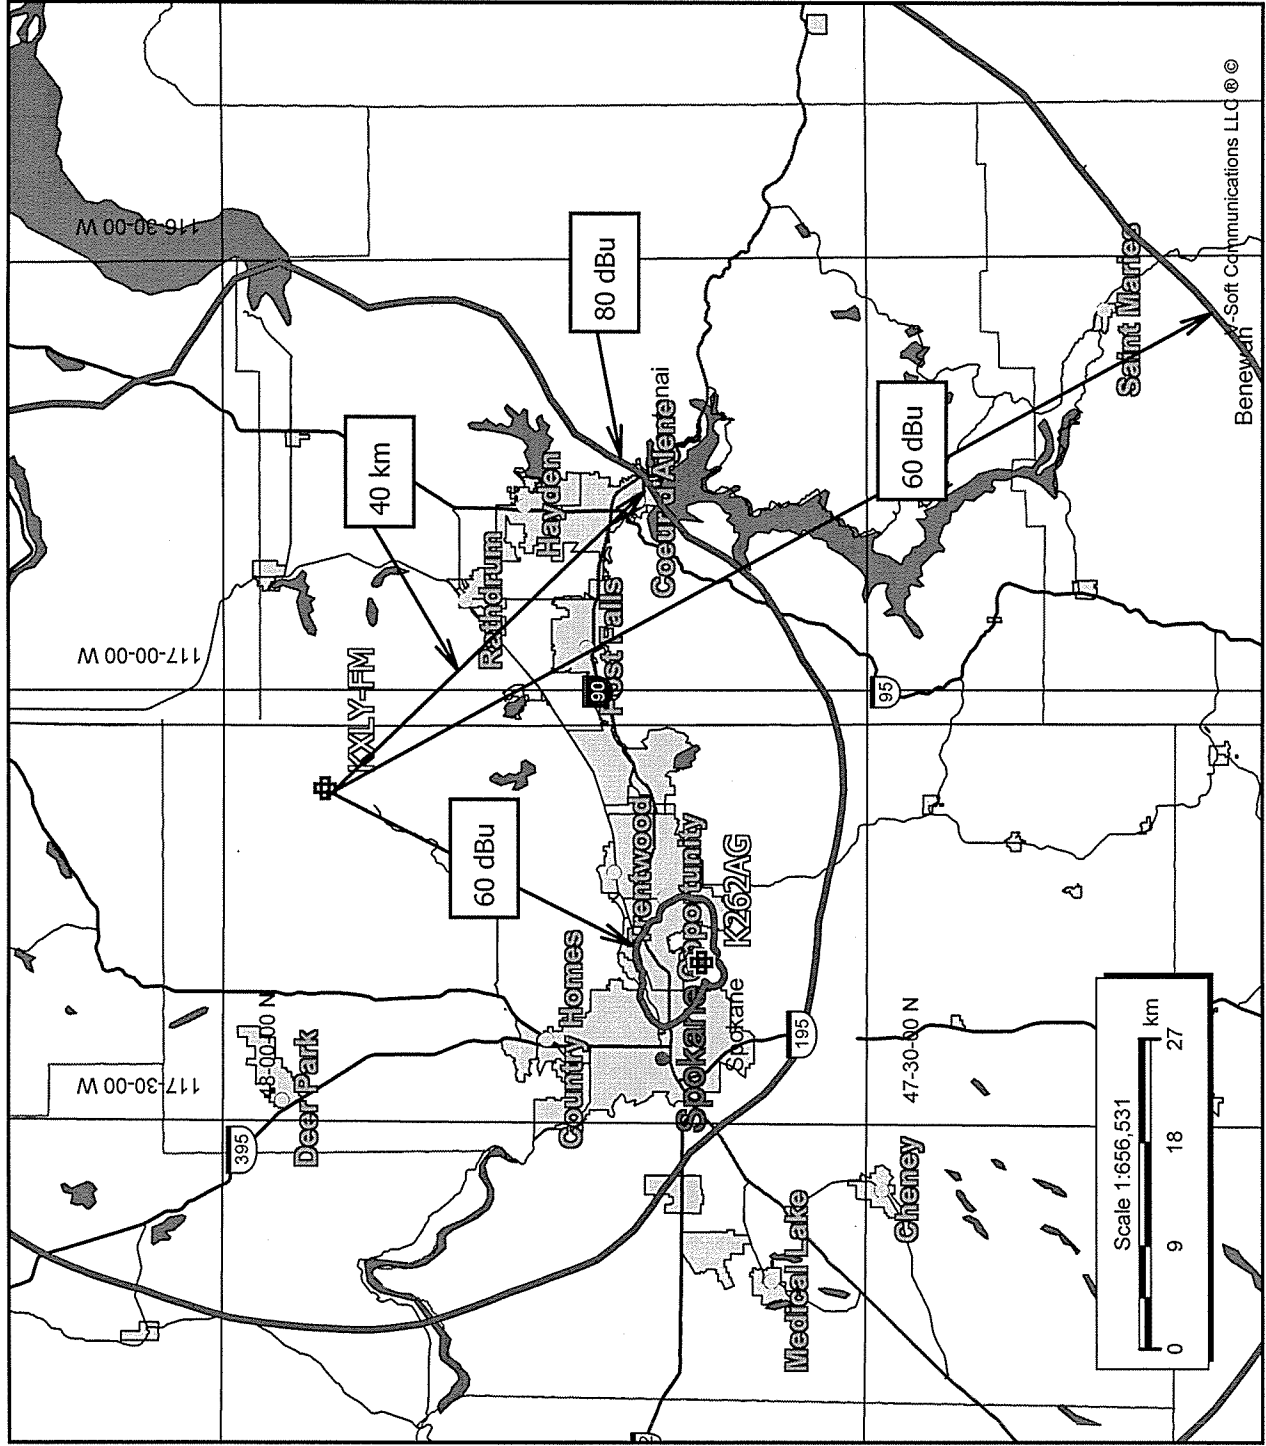 116-30-00 W
117-00-00 W
117-30-00 W
80 dBu
40 km
60 dBu
60 dBu
KXLY-FM
K262AG
Rathdrum
Hayden
Post Falls
Coeur d'Alene
nai
Saint Maries
Benewah
V-Soft Communications LLC ® ©
90
95
195
395
Trentwood
Opportunity
Country Homes
Spokane
Spokane
Deer Park
48-00-00 N
47-30-00 N
Medical Lake
Cheney
Scale 1:656,531
0 9 18 27
km